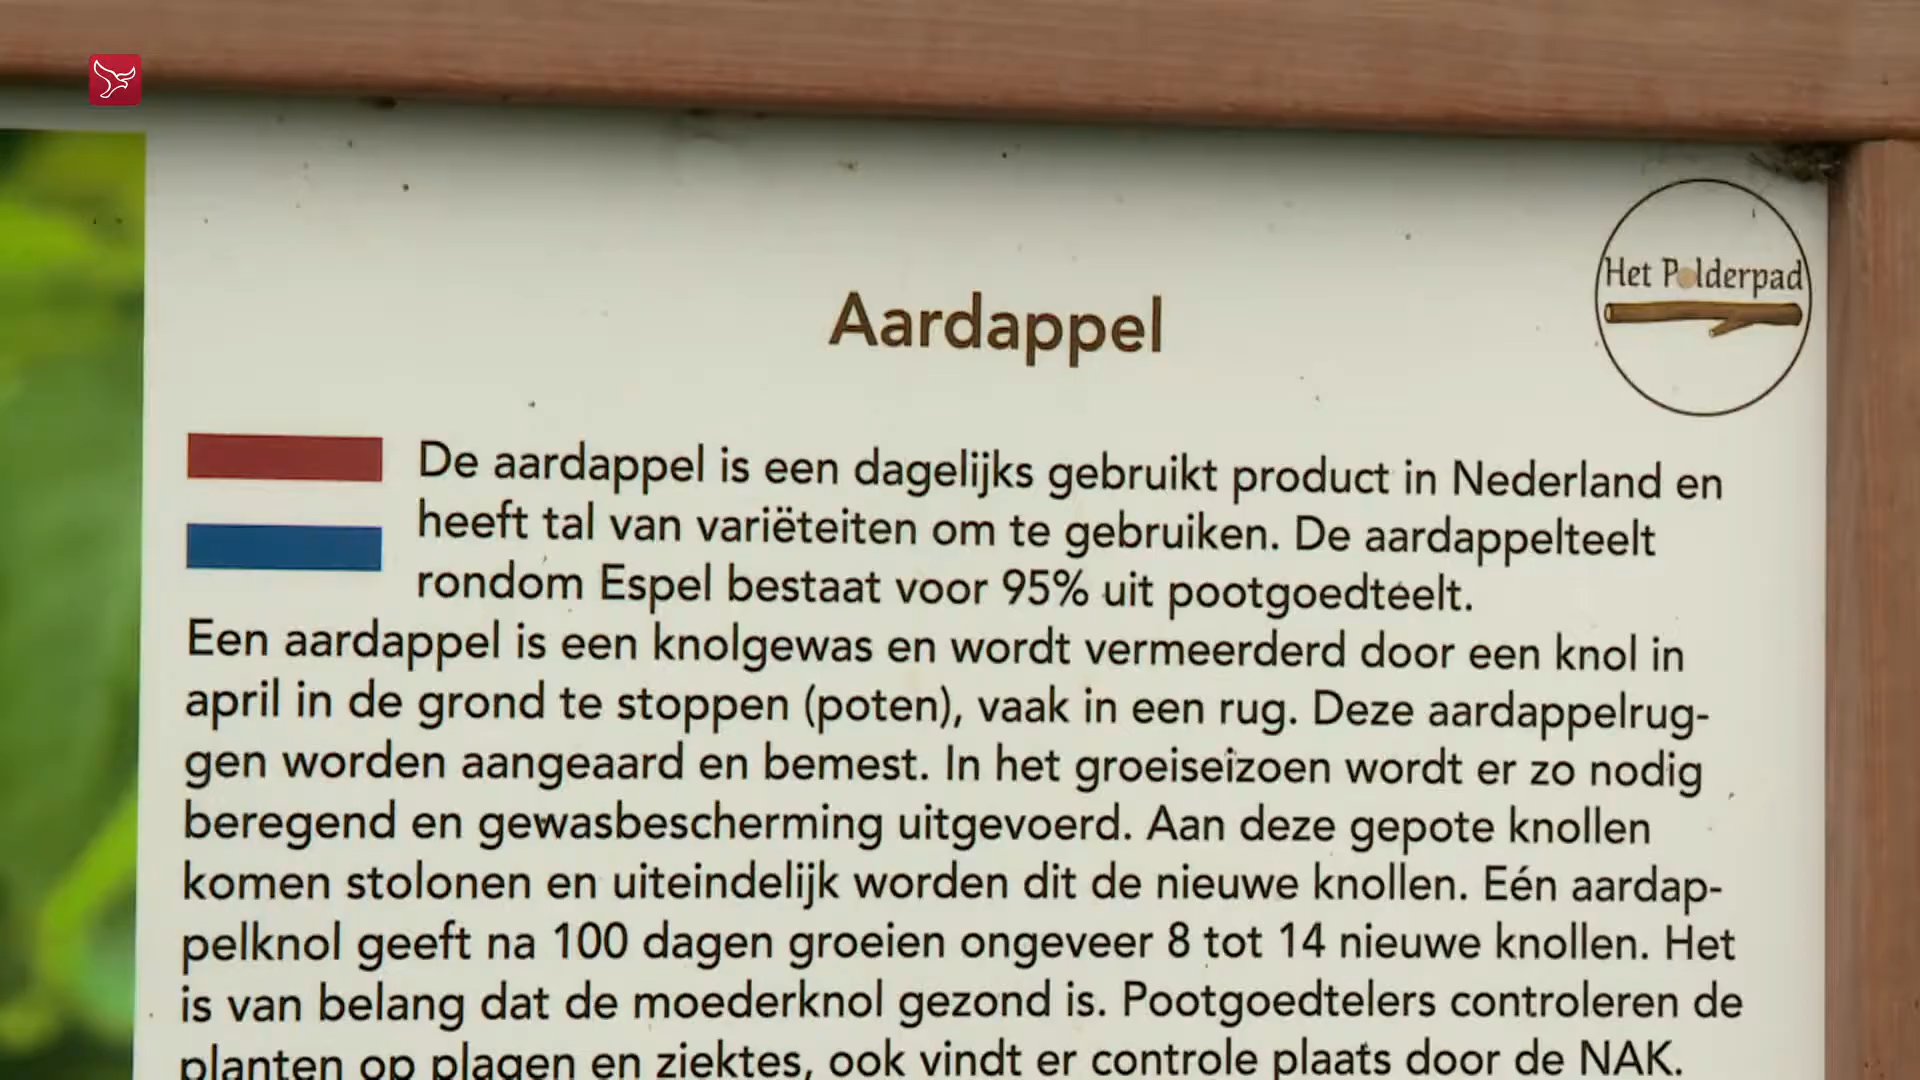 Het Polderpad
Aardappel
De aardappel is een dagelijks gebruikt product in Nederland en
heeft tal van variëteiten om te gebruiken. De aardappelteelt
rondom Espel bestaat voor 95% uit pootgoedteelt.
Een aardappel is een knolgewas en wordt vermeerderd door een knol in
april in de grond te stoppen (poten), vaak in een rug. Deze aardappelrug-
gen worden aangeaard en bemest. In het groeiseizoen wordt er zo nodig
beregend en gewasbescherming uitgevoerd. Aan deze gepote knollen
komen stolonen en uiteindelijk worden dit de nieuwe knollen. Eén aardap-
pelknol geeft na 100 dagen groeien ongeveer 8 tot 14 nieuwe knollen. Het
is van belang dat de moederknol gezond is. Pootgoedtelers controleren de
planten op plagen en ziektes, ook vindt er controle plaats door de NAK.